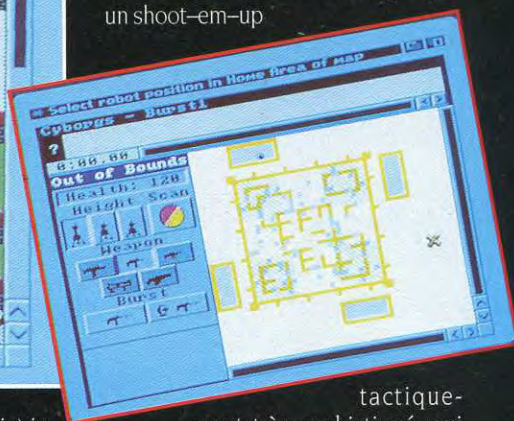 un shoot–em–up
Select robot position in Home Area of map
Cyborgs - Burst1
?
0:00.00
Out of Bounds
Health: 120
Height Scan
Weapon
Burst
tactique-